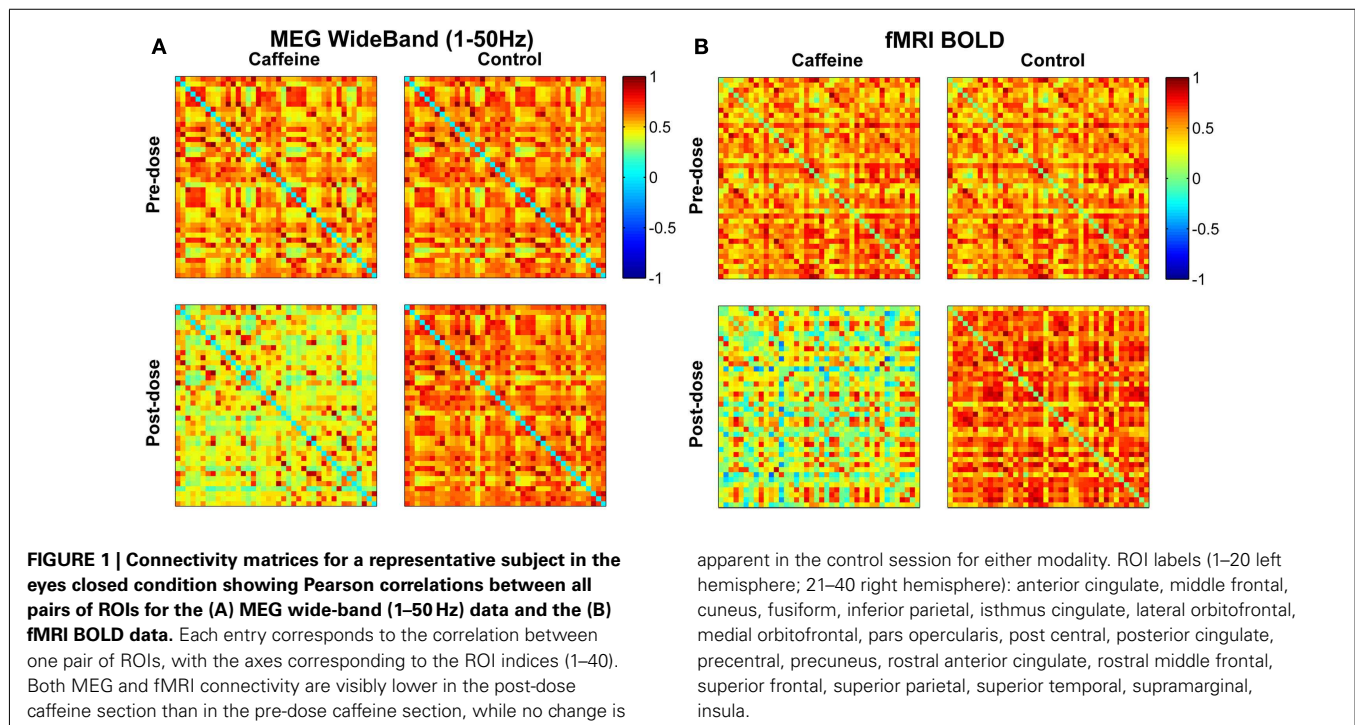 A
MEG WideBand (1-50Hz)
Caffeine
Control
Pre-dose
1
0.5
0
-0.5
-1
Post-dose
B
fMRI BOLD
Caffeine
Control
Pre-dose
1
0.5
0
-0.5
-1
Post-dose
FIGURE 1 | Connectivity matrices for a representative subject in the
eyes closed condition showing Pearson correlations between all
pairs of ROIs for the (A) MEG wide-band (1–50 Hz) data and the (B)
fMRI BOLD data. Each entry corresponds to the correlation between
one pair of ROIs, with the axes corresponding to the ROI indices (1–40).
Both MEG and fMRI connectivity are visibly lower in the post-dose
caffeine section than in the pre-dose caffeine section, while no change is
apparent in the control session for either modality. ROI labels (1–20 left
hemisphere; 21–40 right hemisphere): anterior cingulate, middle frontal,
cuneus, fusiform, inferior parietal, isthmus cingulate, lateral orbitofrontal,
medial orbitofrontal, pars opercularis, post central, posterior cingulate,
precentral, precuneus, rostral anterior cingulate, rostral middle frontal,
superior frontal, superior parietal, superior temporal, supramarginal,
insula.